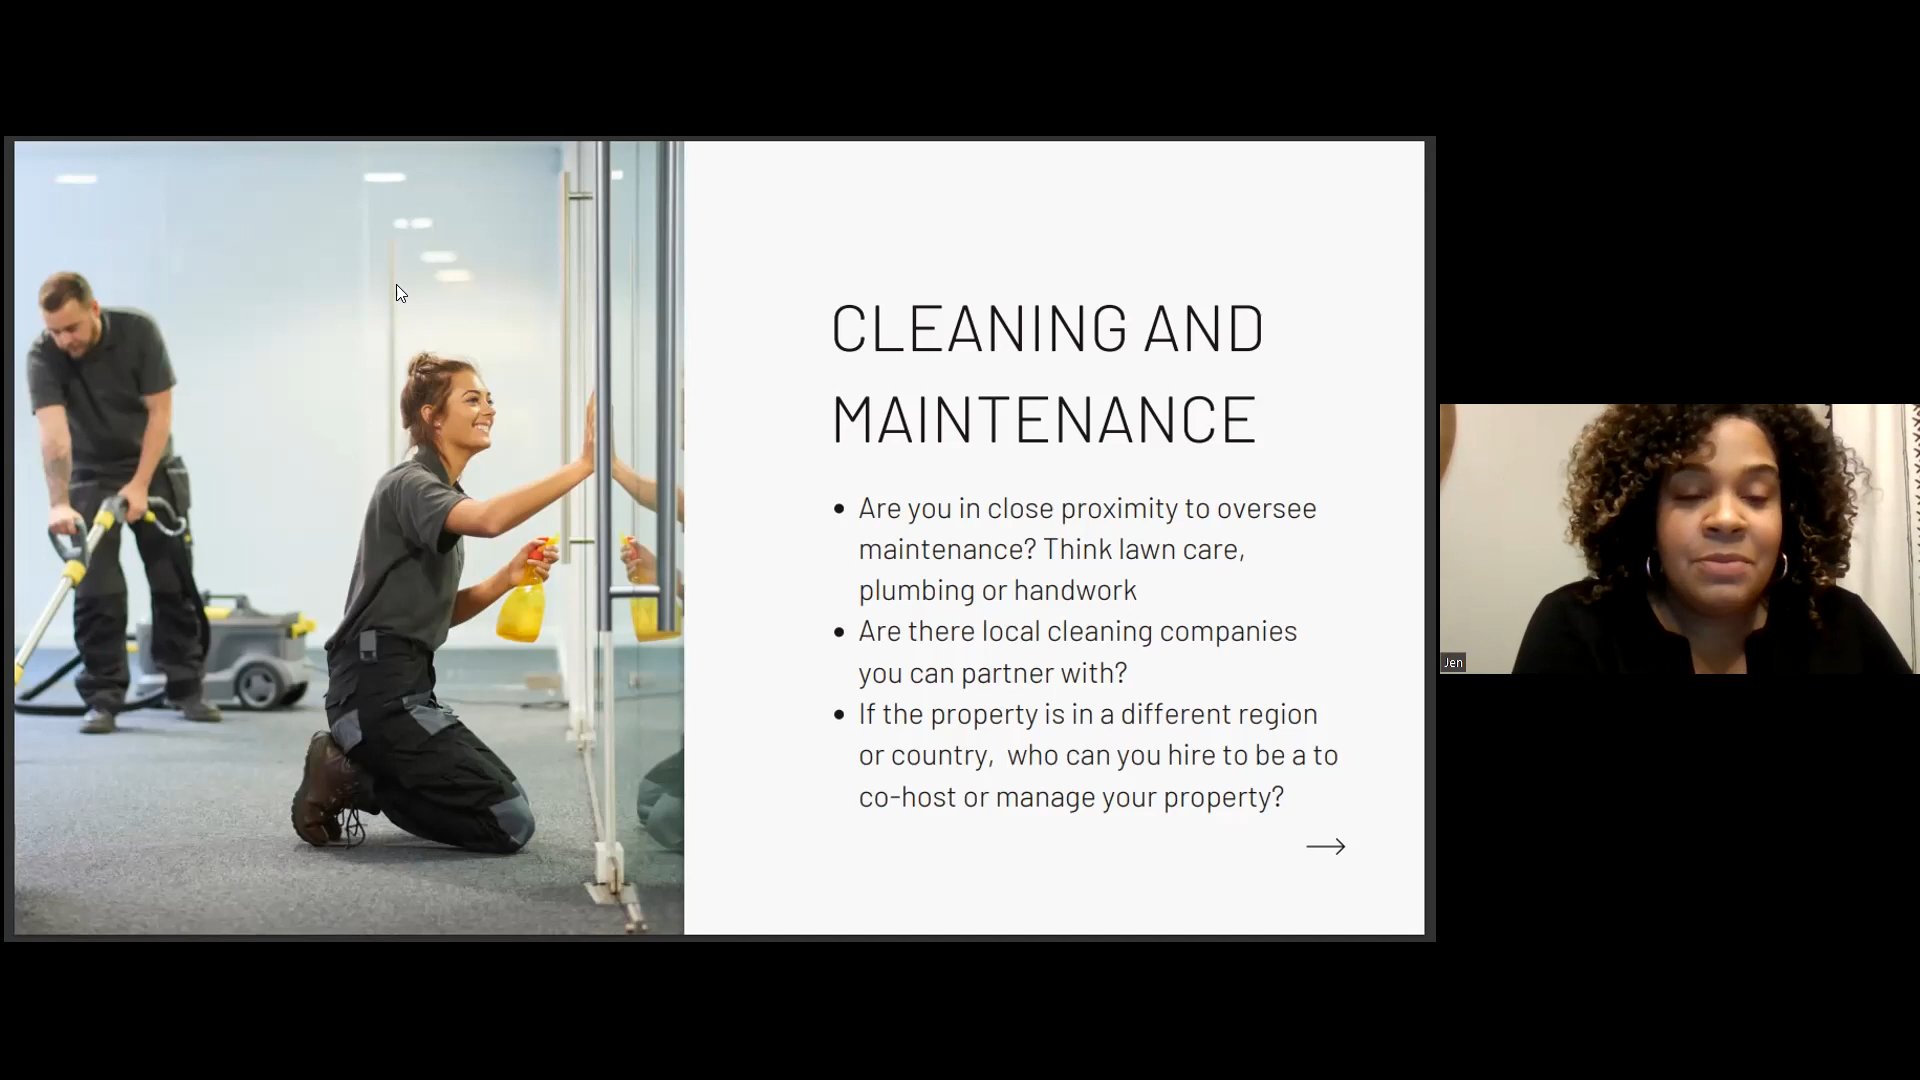 CLEANING AND
MAINTENANCE
• Are you in close proximity to oversee
maintenance? Think lawn care,
plumbing or handwork
• Are there local cleaning companies
you can partner with?
• If the property is in a different region
or country,  who can you hire to be a to
co-host or manage your property?
Jen